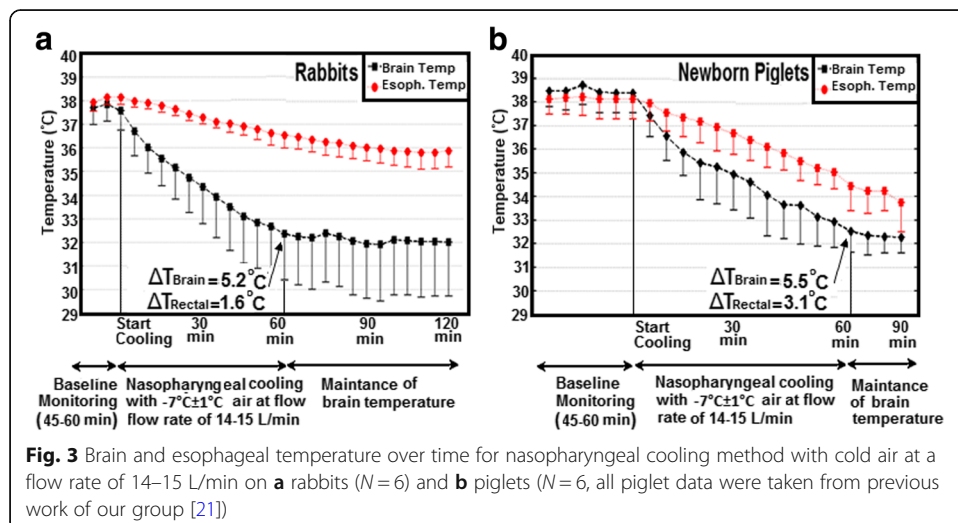 a
Rabbits
Brain Temp
Esoph. Temp
Temperature (°C)
40
39
38
37
36
35
33
32
31
30
29
ΔTBrain=5.2°C
ΔTRectal=1.6°C
Start Cooling
30 min
60 min
90 min
120 min
Baseline
Monitoring
(45-60 min)
Nasopharyngeal cooling
with -7°C±1°C air at flow
flow rate of 14-15 L/min
Maintance of
brain temperature
b
Newborn Piglets
Brain Temp
Esoph. Temp
Temperature (°C)
40
39
38
37
36
35
33
32
31
30
29
ΔTBrain=5.5°C
ΔTRectal=3.1°C
Start Cooling
30 min
60 min
90 min
Baseline
Monitoring
(45-60 min)
Nasopharyngeal cooling
with -7°C±1°C air at flow
rate of 14-15 L/min
Maintance
of brain
temperature
Fig. 3 Brain and esophageal temperature over time for nasopharyngeal cooling method with cold air at a
flow rate of 14–15 L/min on a rabbits (N = 6) and b piglets (N = 6, all piglet data were taken from previous
work of our group [21])